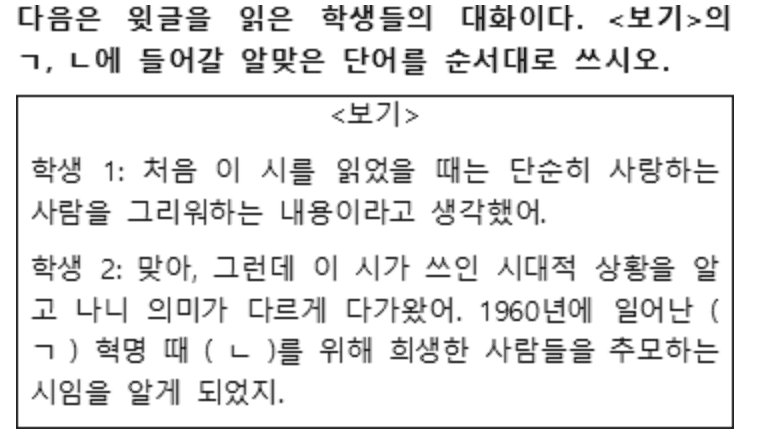 다음은 윗글을 읽은 학생들의 대화이다. <보기>의
ㄱ, ㄴ에 들어갈 알맞은 단어를 순서대로 쓰시오.
<보기>
학생 1: 처음 이 시를 읽었을 때는 단순히 사랑하는
사람을 그리워하는 내용이라고 생각했어.
학생 2: 맞아, 그런데 이 시가 쓰인 시대적 상황을 알
고 나니 의미가 다르게 다가왔어. 1960년에 일어난 (
ㄱ ) 혁명 때 ( ㄴ )를 위해 희생한 사람들을 추모하는
시임을 알게 되었지.